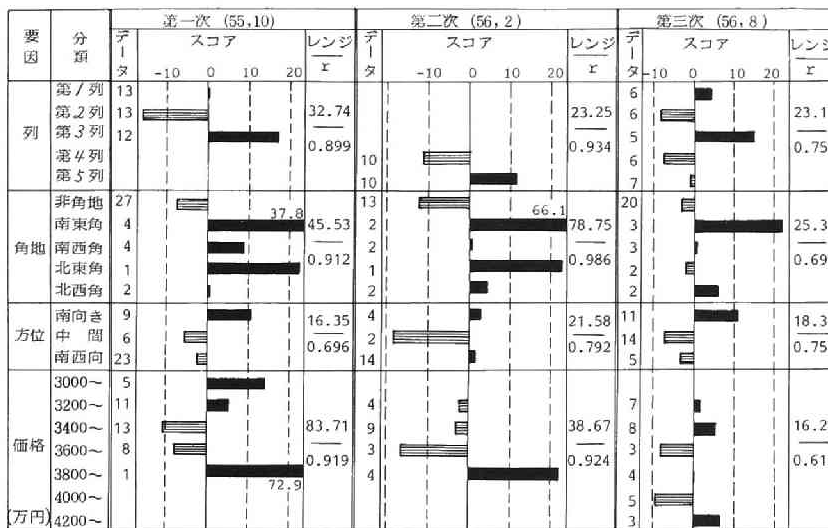 要因 分類 第一次 (55,10) 第二次 (56,2) 第三次 (56,8)
データ スコア レンジ/r データ スコア レンジ/r データ スコア レンジ/r
-10 0 10 20 -10 0 10 20 -10 0 10 20
列 第1列 13 6
第2列 13 32.74 23.25 6 23.1
第3列 12 0.899 0.934 5 0.75
第4列 10 6
第5列 10 7
角地 非角地 27 13 20
南東角 4 37.8 45.53 2 66.1 78.75 3 25.3
南西角 4 0.912 2 0.986 3 0.69
北東角 1 1 2
北西角 2 2 6
方位 南向き 9 16.35 4 21.58 11 18.3
中間 6 0.696 2 0.792 14 0.75
南西向 23 14 5
価格 3000~ 5
3200~ 11 4 7
3400~ 13 83.71 9 38.67 8 16.2
3600~ 8 0.919 3 0.924 3 0.61
3800~ 1 72.9 4
4000~ 5
(万円) 4200~ 3